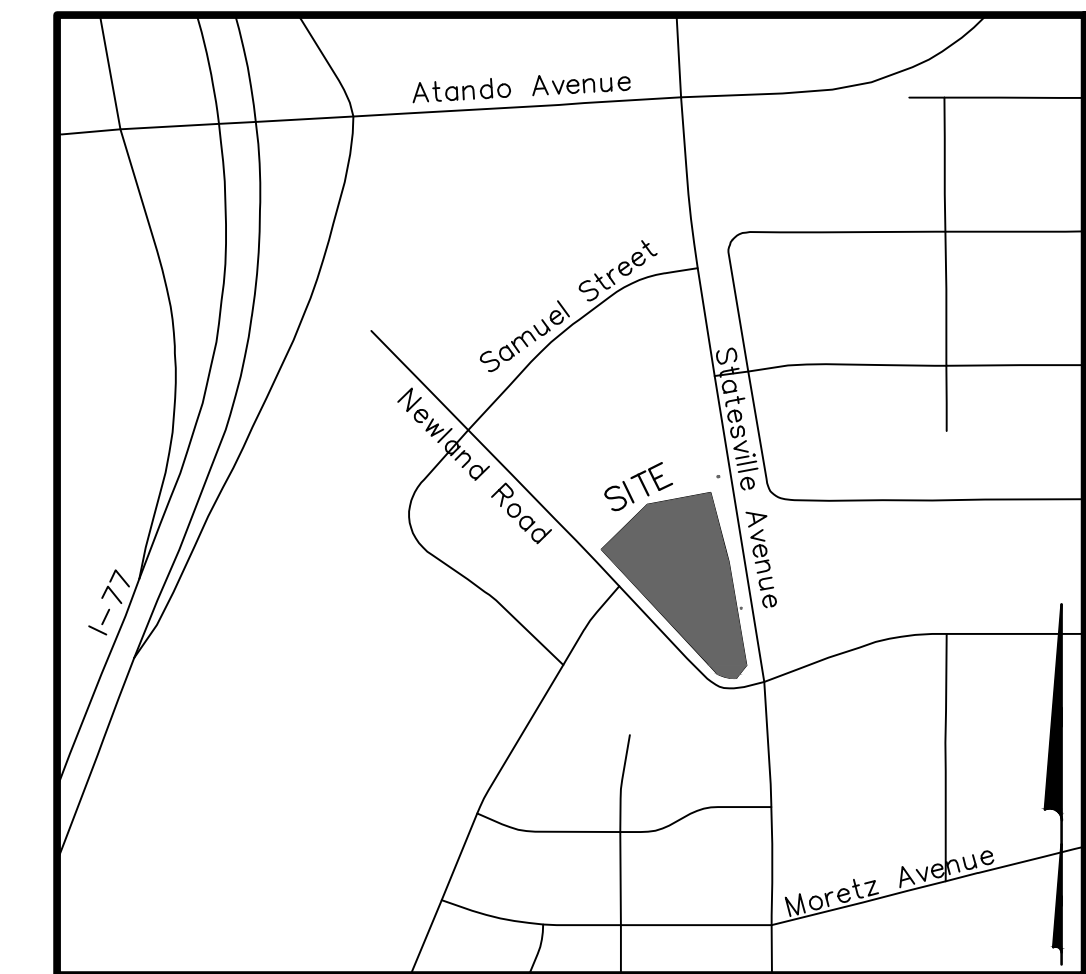 Atando Avenue
Samuel Street
Statesville Avenue
Newland Road
SITE
I-77
Moretz Avenue